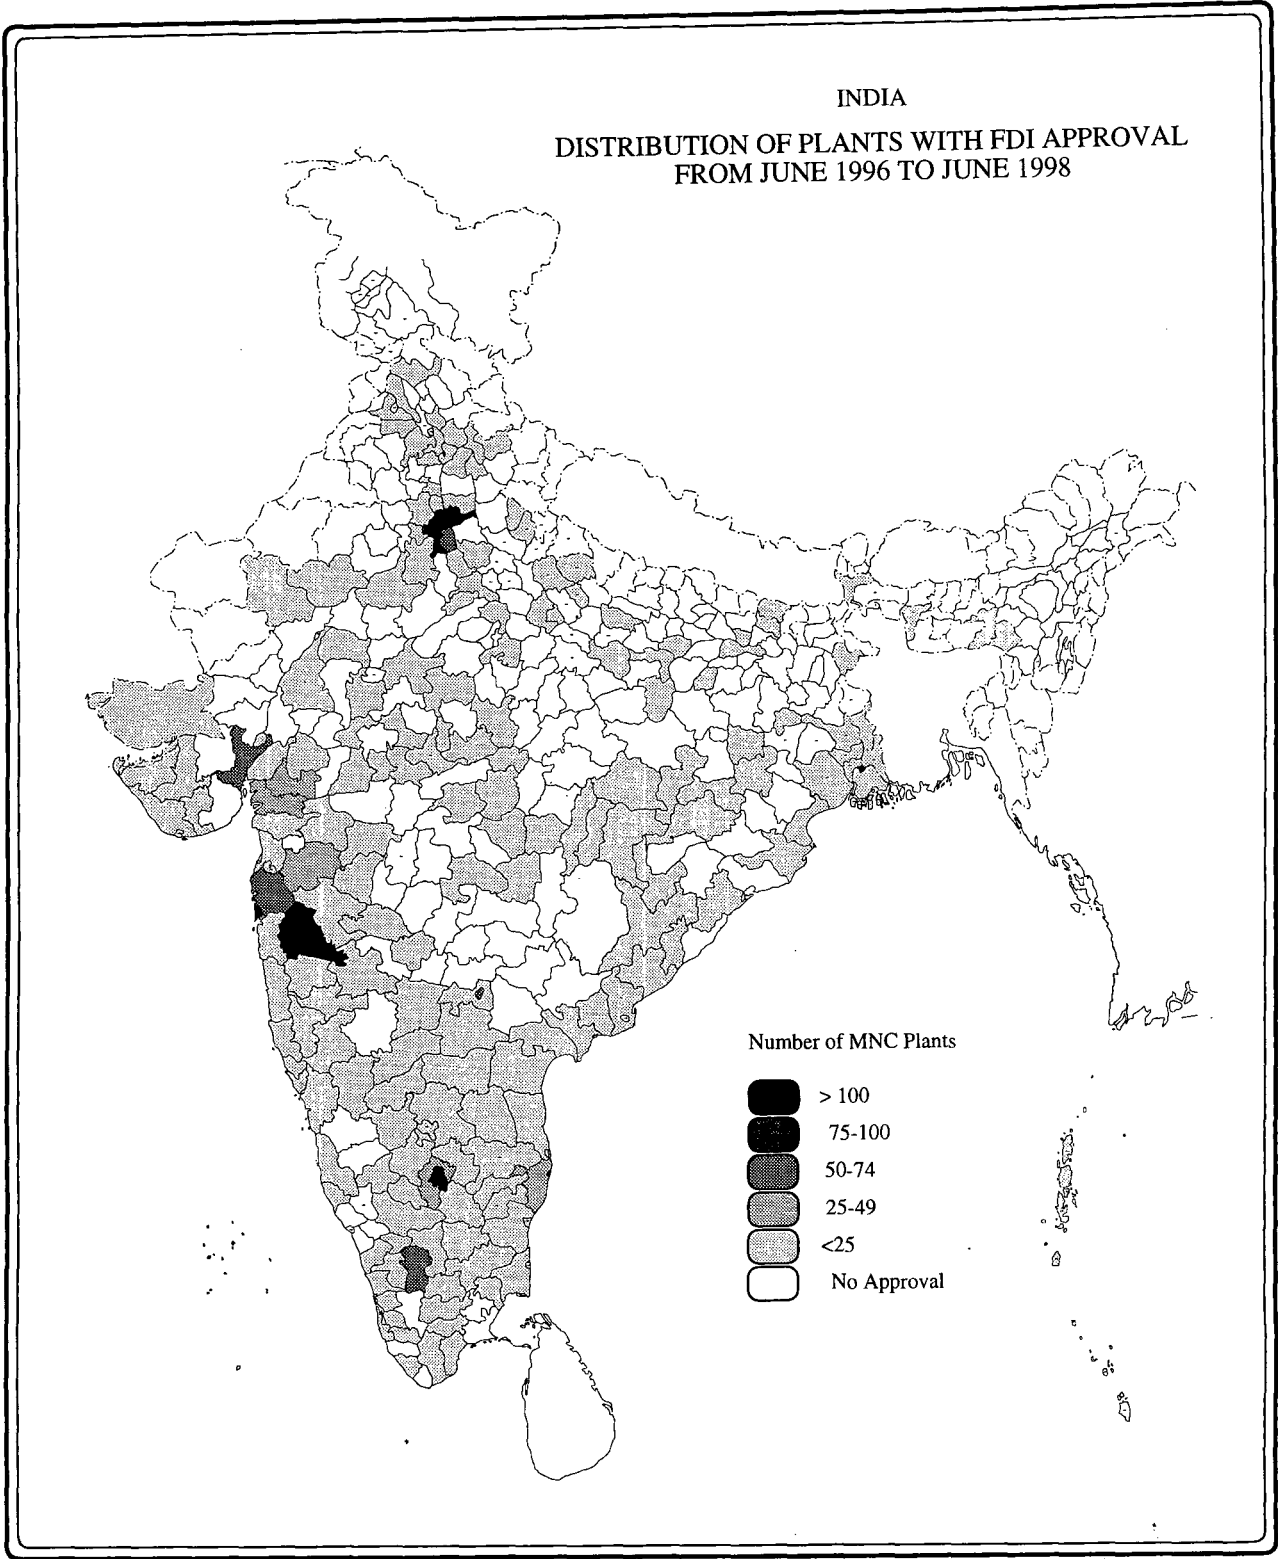 INDIA
DISTRIBUTION OF PLANTS WITH FDI APPROVAL
FROM JUNE 1996 TO JUNE 1998
Number of MNC Plants
> 100
75-100
50-74
25-49
<25
No Approval